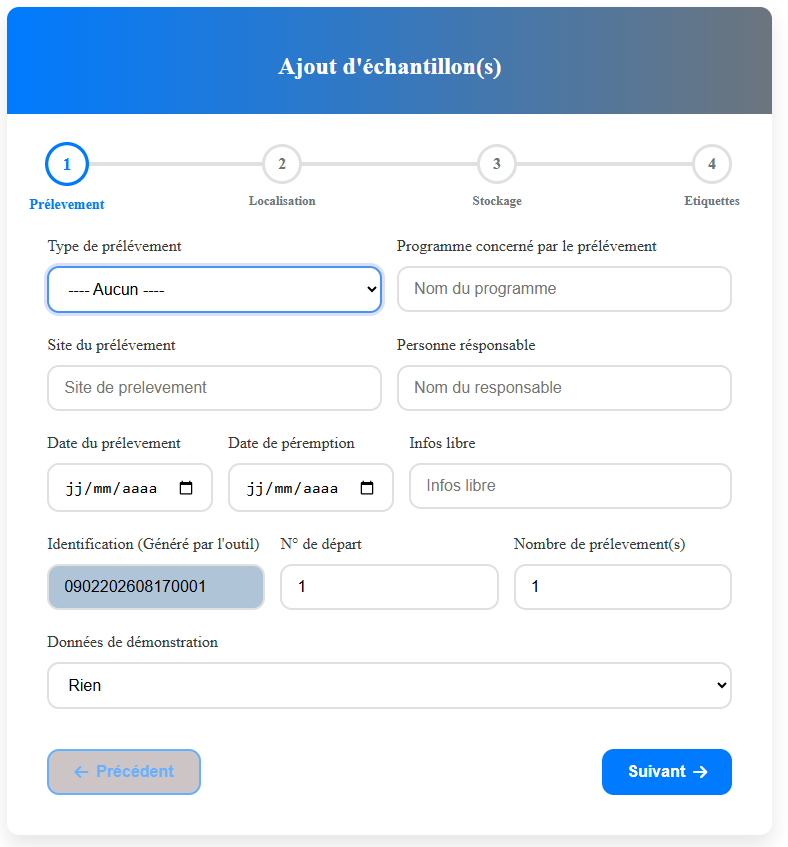 Ajout d'échantillon(s)
1 2 3 4
Prélevement Localisation Stockage Etiquettes
Type de prélévement Programme concerné par le prélévement
---- Aucun ---- Nom du programme
Site du prélévement Personne résponsable
Site de prelevement Nom du responsable
Date du prélevement Date de péremption Infos libre
jj/mm/aaaa jj/mm/aaaa Infos libre
Identification (Généré par l'outil) N° de départ Nombre de prélevement(s)
0902202608170001 1 1
Données de démonstration
Rien
← Précédent Suivant →